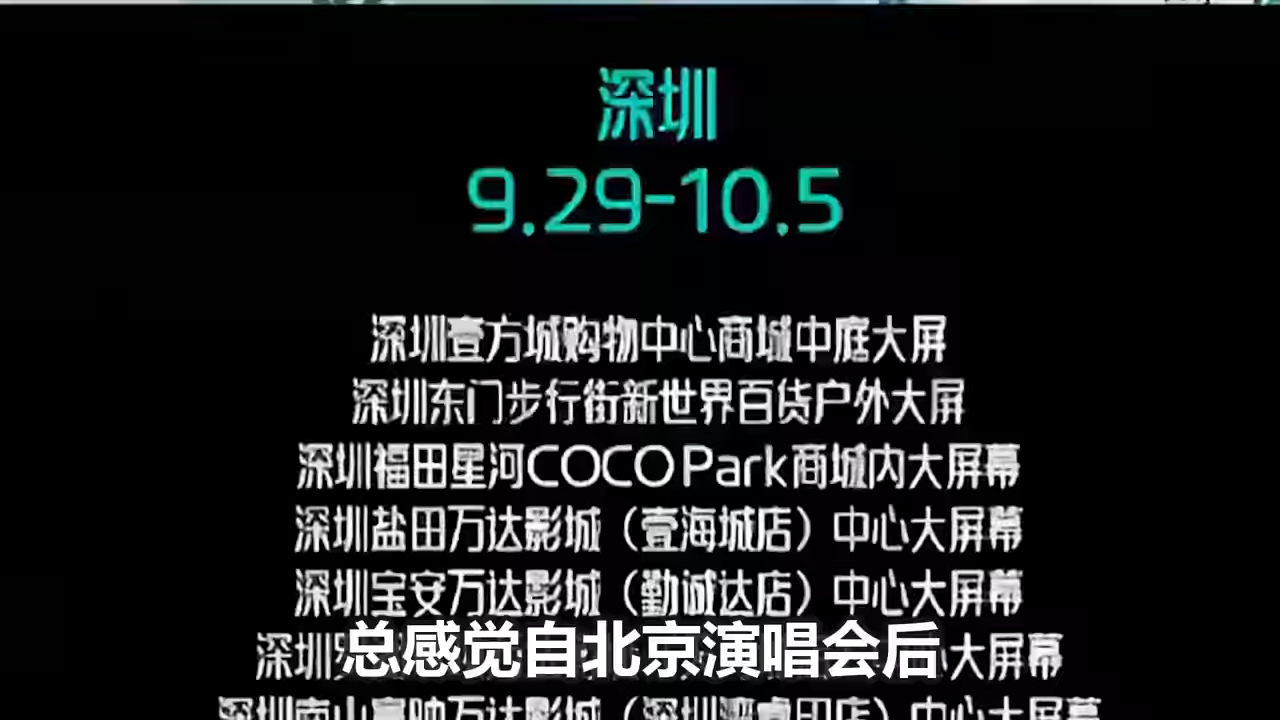 深圳
9.29-10.5
深圳壹方城购物中心商城中庭大屏
深圳东门步行街新世界百货户外大屏
深圳福田星河COCO Park商城内大屏幕
深圳盐田万达影城（壹海城店）中心大屏幕
深圳宝安万达影城（勤诚达店）中心大屏幕
深圳
心大屏幕
总感觉自北京演唱会后